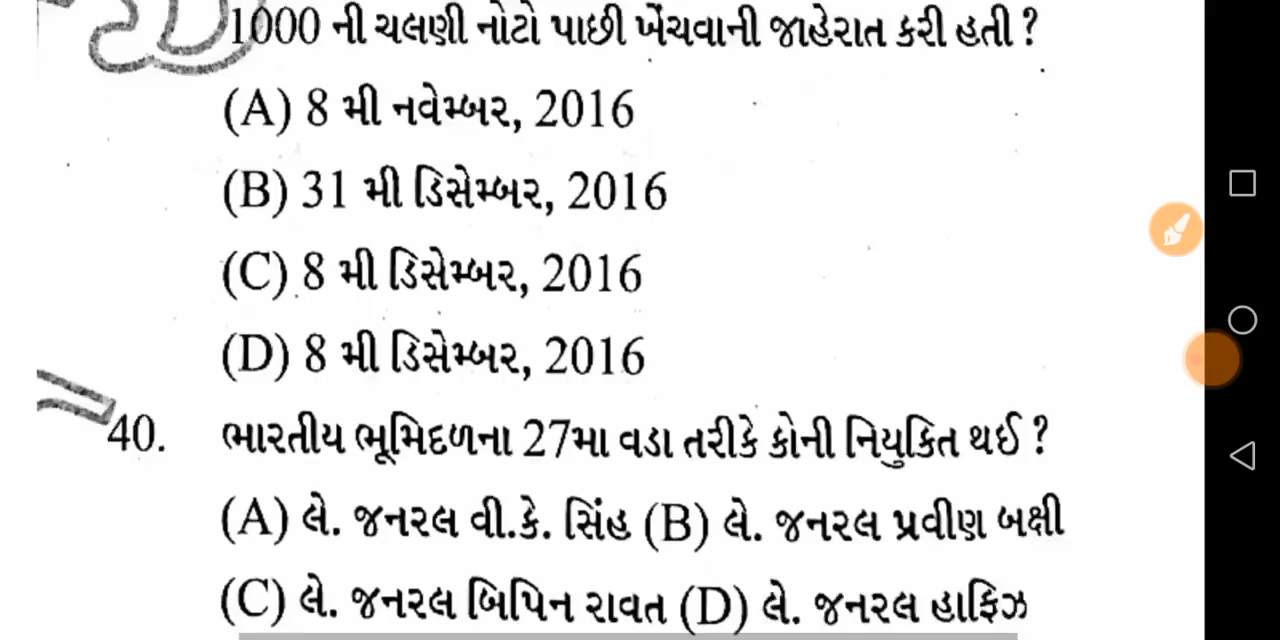 1000 ની ચલણી નોટો પાછી ખેંચવાની જાહેરાત કરી હતી ?
(A) 8 મી નવેમ્બર, 2016
(B) 31 મી ડિસેમ્બર, 2016
(C) 8 મી ડિસેમ્બર, 2016
(D) 8 મી ડિસેમ્બર, 2016
40. ભારતીય ભૂમિદળના 27મા વડા તરીકે કોની નિયુકિત થઈ ?
(A) લે. જનરલ વી.કે. સિંહ (B) લે. જનરલ પ્રવીણ બક્ષી
(C) લે. જનરલ બિપિન રાવત (D) લે. જનરલ હાફિઝ